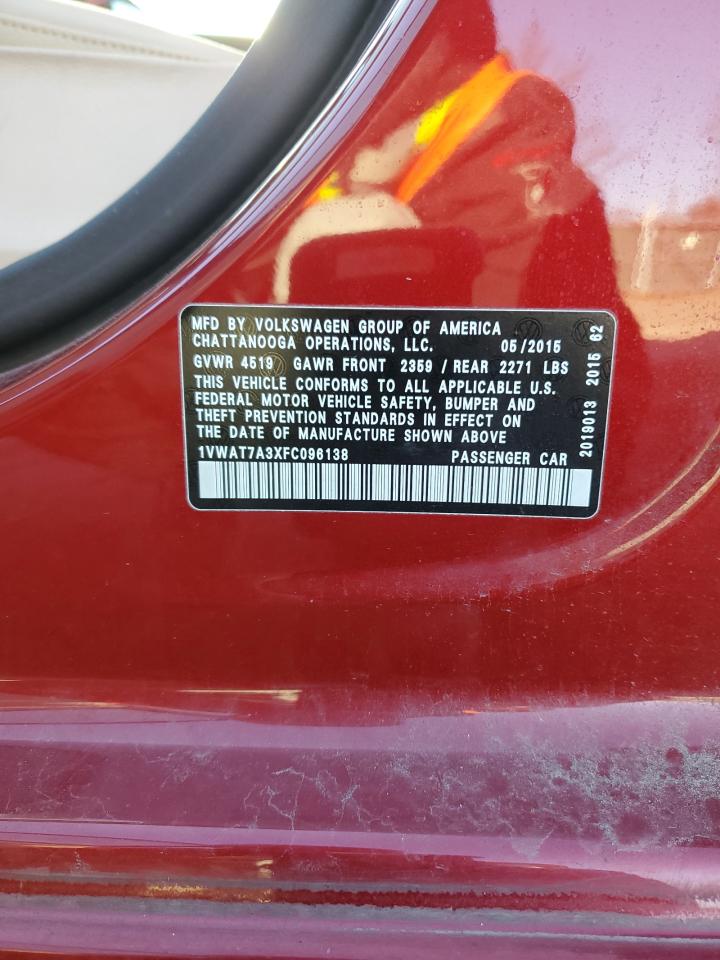 MFD BY VOLKSWAGEN GROUP OF AMERICA
CHATTANOOGA OPERATIONS, LLC. 05/2015
GVWR 4519 GAWR FRONT 2359 / REAR 2271 LBS
THIS VEHICLE CONFORMS TO ALL APPLICABLE U.S.
FEDERAL MOTOR VEHICLE SAFETY, BUMPER AND
THEFT PREVENTION STANDARDS IN EFFECT ON
THE DATE OF MANUFACTURE SHOWN ABOVE
1VWAT7A3XFC096138 PASSENGER CAR
2019013 2015 62